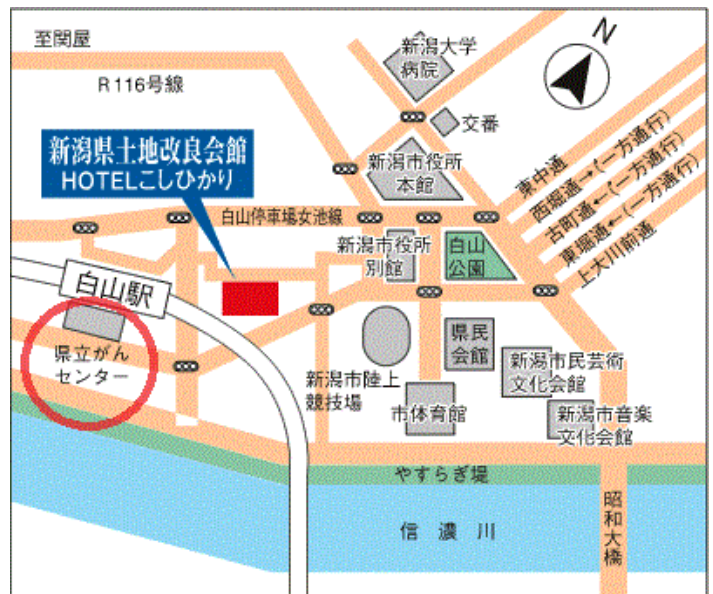 至関屋
R116号線
新潟大学
病院
N
交番
新潟県土地改良会館
HOTELこしひかり
新潟市役所
本館
東中通
西堀通→(一方通行)
古町通←(一方通行)
東堀通←(一方通行)
上大川前通
白山停車場女池線
新潟市役所
別館
白山
公園
白山駅
県立がん
センター
新潟市陸上
競技場
県民
会館
新潟市民芸術
文化会館
市体育館
新潟市音楽
文化会館
やすらぎ堤
信濃川
昭和大橋